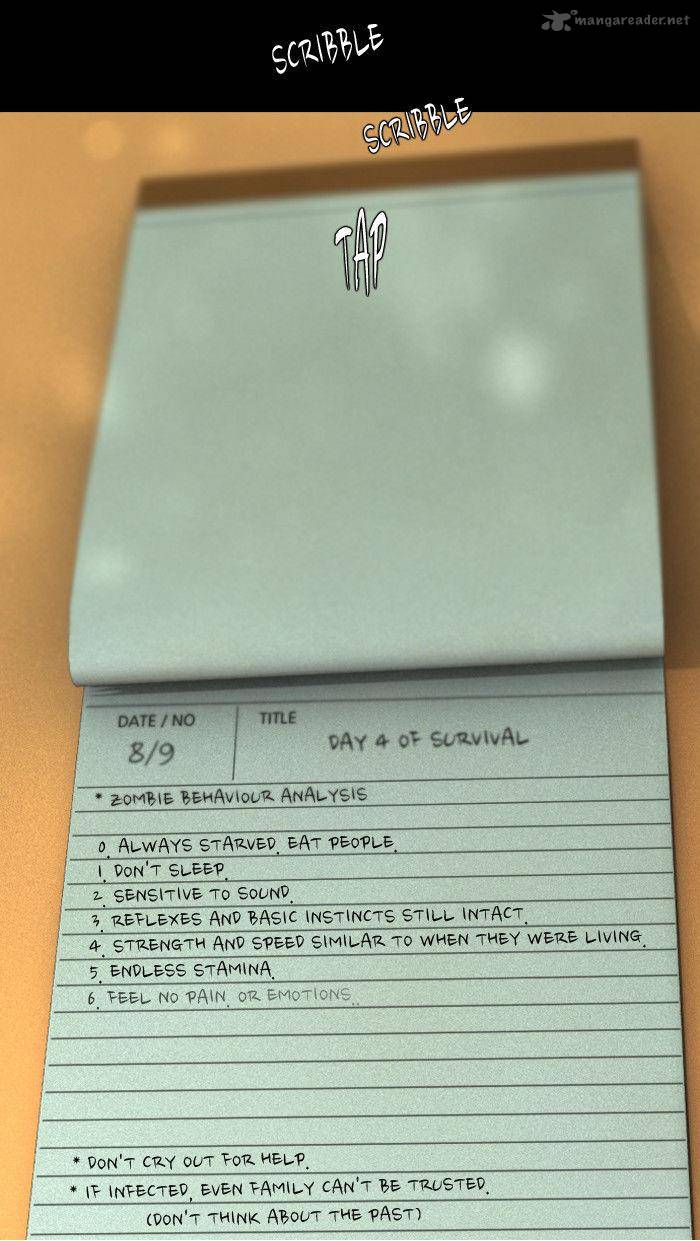 mangareader.net
SCRIBBLE
SCRIBBLE
TAP
DATE / NO
TITLE
8/9
DAY 4 OF SURVIVAL
* ZOMBIE BEHAVIOUR ANALYSIS
0. ALWAYS STARVED. EAT PEOPLE.
1. DON'T SLEEP.
2. SENSITIVE TO SOUND.
3. REFLEXES AND BASIC INSTINCTS STILL INTACT.
4. STRENGTH AND SPEED SIMILAR TO WHEN THEY WERE LIVING.
5. ENDLESS STAMINA.
6. FEEL NO PAIN. OR EMOTIONS..
* DON'T CRY OUT FOR HELP.
* IF INFECTED, EVEN FAMILY CAN'T BE TRUSTED.
(DON'T THINK ABOUT THE PAST)